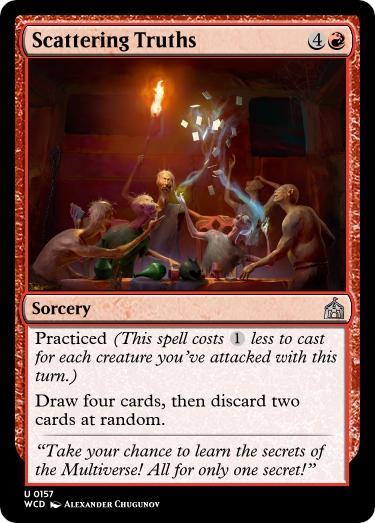 Scattering Truths 4
Sorcery
Practiced (This spell costs 1 less to cast
for each creature you've attacked with this
turn.)
Draw four cards, then discard two
cards at random.
“Take your chance to learn the secrets of
the Multiverse! All for only one secret!”
U 0157
WCD Alexander Chugunov